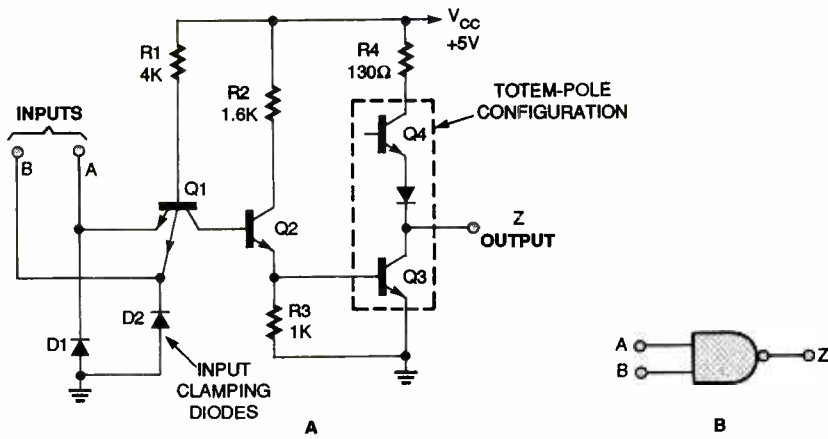 V_CC
+5V
R1
4K
R2
1.6K
R4
130Ω
TOTEM-POLE
CONFIGURATION
INPUTS
B
A
Q1
Q2
Q4
Q3
Z
OUTPUT
R3
1K
D1
D2
INPUT
CLAMPING
DIODES
A
A
B
Z
B